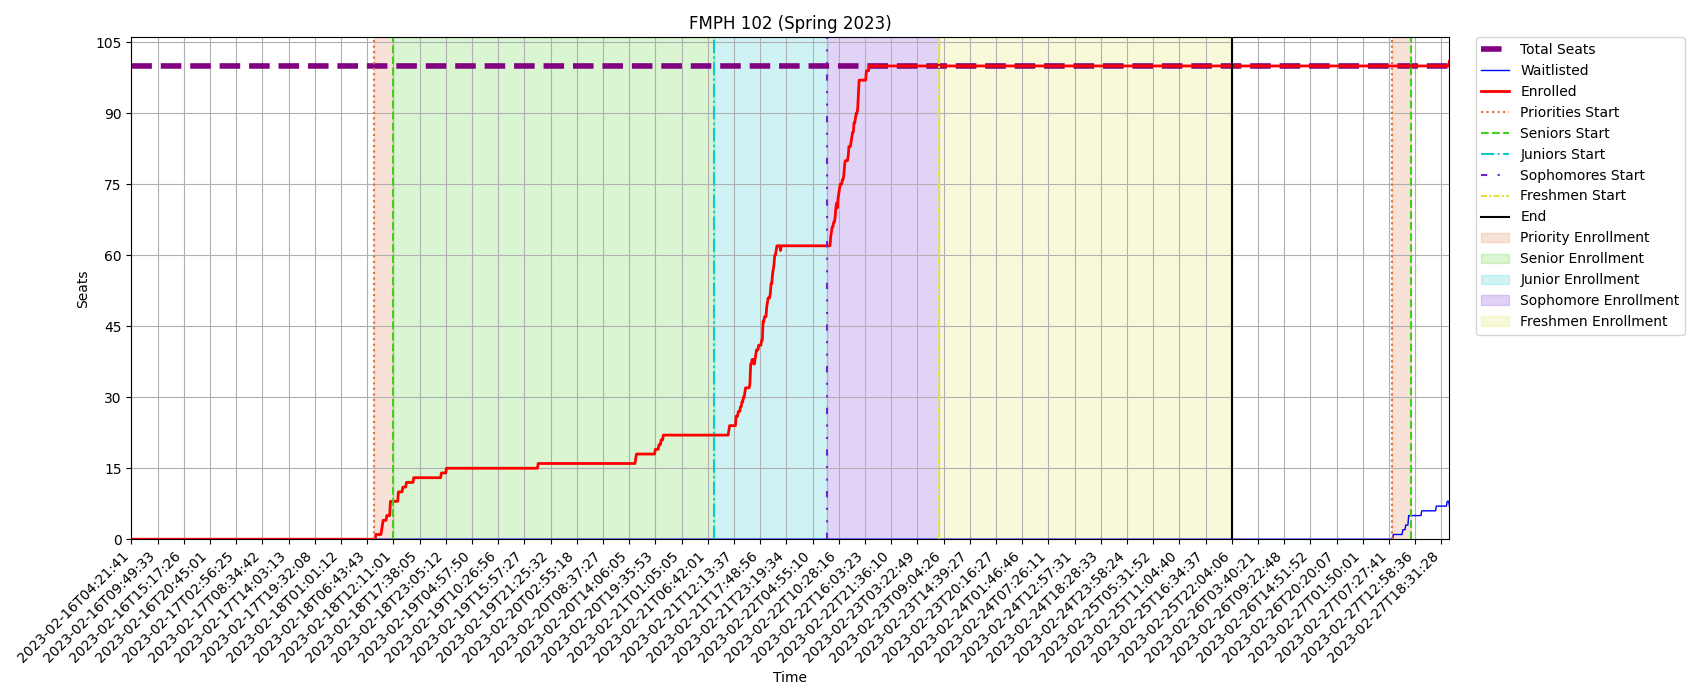 FMPH 102 (Spring 2023)
105
90
75
60
45
30
15
0
Seats
2023-02-16T04:21:41
2023-02-16T09:49:33
2023-02-16T15:17:26
2023-02-16T20:45:01
2023-02-17T02:56:25
2023-02-17T08:34:42
2023-02-17T14:03:13
2023-02-17T19:32:08
2023-02-18T01:01:12
2023-02-18T06:43:43
2023-02-18T12:11:01
2023-02-18T17:38:05
2023-02-18T23:05:12
2023-02-19T04:57:50
2023-02-19T10:26:56
2023-02-19T15:57:27
2023-02-19T21:25:32
2023-02-20T02:55:18
2023-02-20T08:37:27
2023-02-20T14:06:05
2023-02-20T19:35:53
2023-02-21T01:05:05
2023-02-21T06:42:01
2023-02-21T12:13:37
2023-02-21T17:48:56
2023-02-21T23:19:34
2023-02-22T04:55:10
2023-02-22T10:28:16
2023-02-22T16:03:23
2023-02-22T21:36:10
2023-02-23T03:22:49
2023-02-23T09:04:26
2023-02-23T14:39:27
2023-02-23T20:16:27
2023-02-24T01:46:46
2023-02-24T07:26:11
2023-02-24T12:57:31
2023-02-24T18:28:33
2023-02-24T23:58:24
2023-02-25T05:31:52
2023-02-25T11:04:40
2023-02-25T16:34:37
2023-02-25T22:04:06
2023-02-26T03:40:21
2023-02-26T09:22:48
2023-02-26T14:51:52
2023-02-26T20:20:07
2023-02-27T01:50:01
2023-02-27T07:27:41
2023-02-27T12:58:36
2023-02-27T18:31:28
Time
Total Seats
Waitlisted
Enrolled
Priorities Start
Seniors Start
Juniors Start
Sophomores Start
Freshmen Start
End
Priority Enrollment
Senior Enrollment
Junior Enrollment
Sophomore Enrollment
Freshmen Enrollment